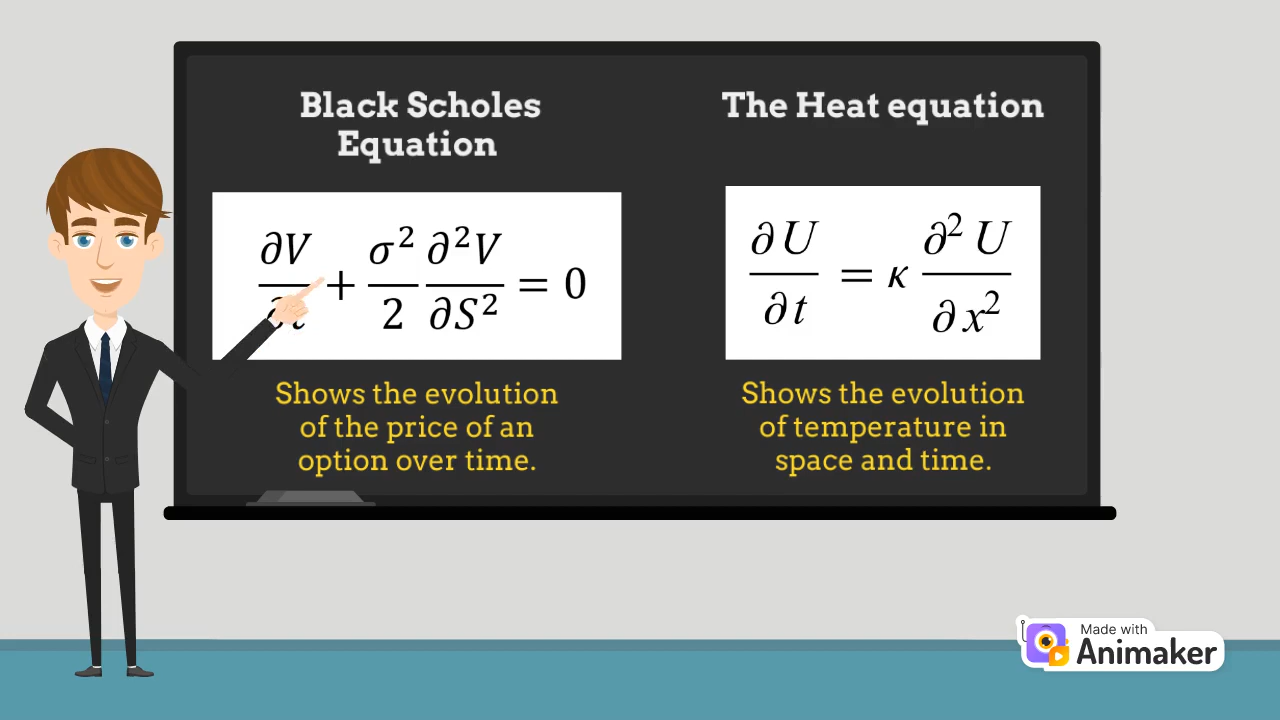 Black Scholes
Equation
∂V/∂t + σ²/2 ∂²V/∂S² = 0
Shows the evolution
of the price of an
option over time.
The Heat equation
∂U/∂t = κ ∂²U/∂x²
Shows the evolution
of temperature in
space and time.
Made with
Animaker